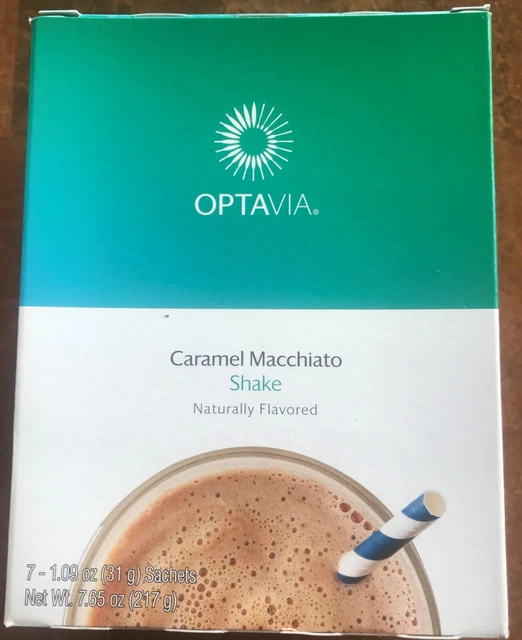 OPTAVIA®
Caramel Macchiato
Shake
Naturally Flavored
7 - 1.09 oz (31 g) Sachets
Net Wt. 7.65 oz (217 g)